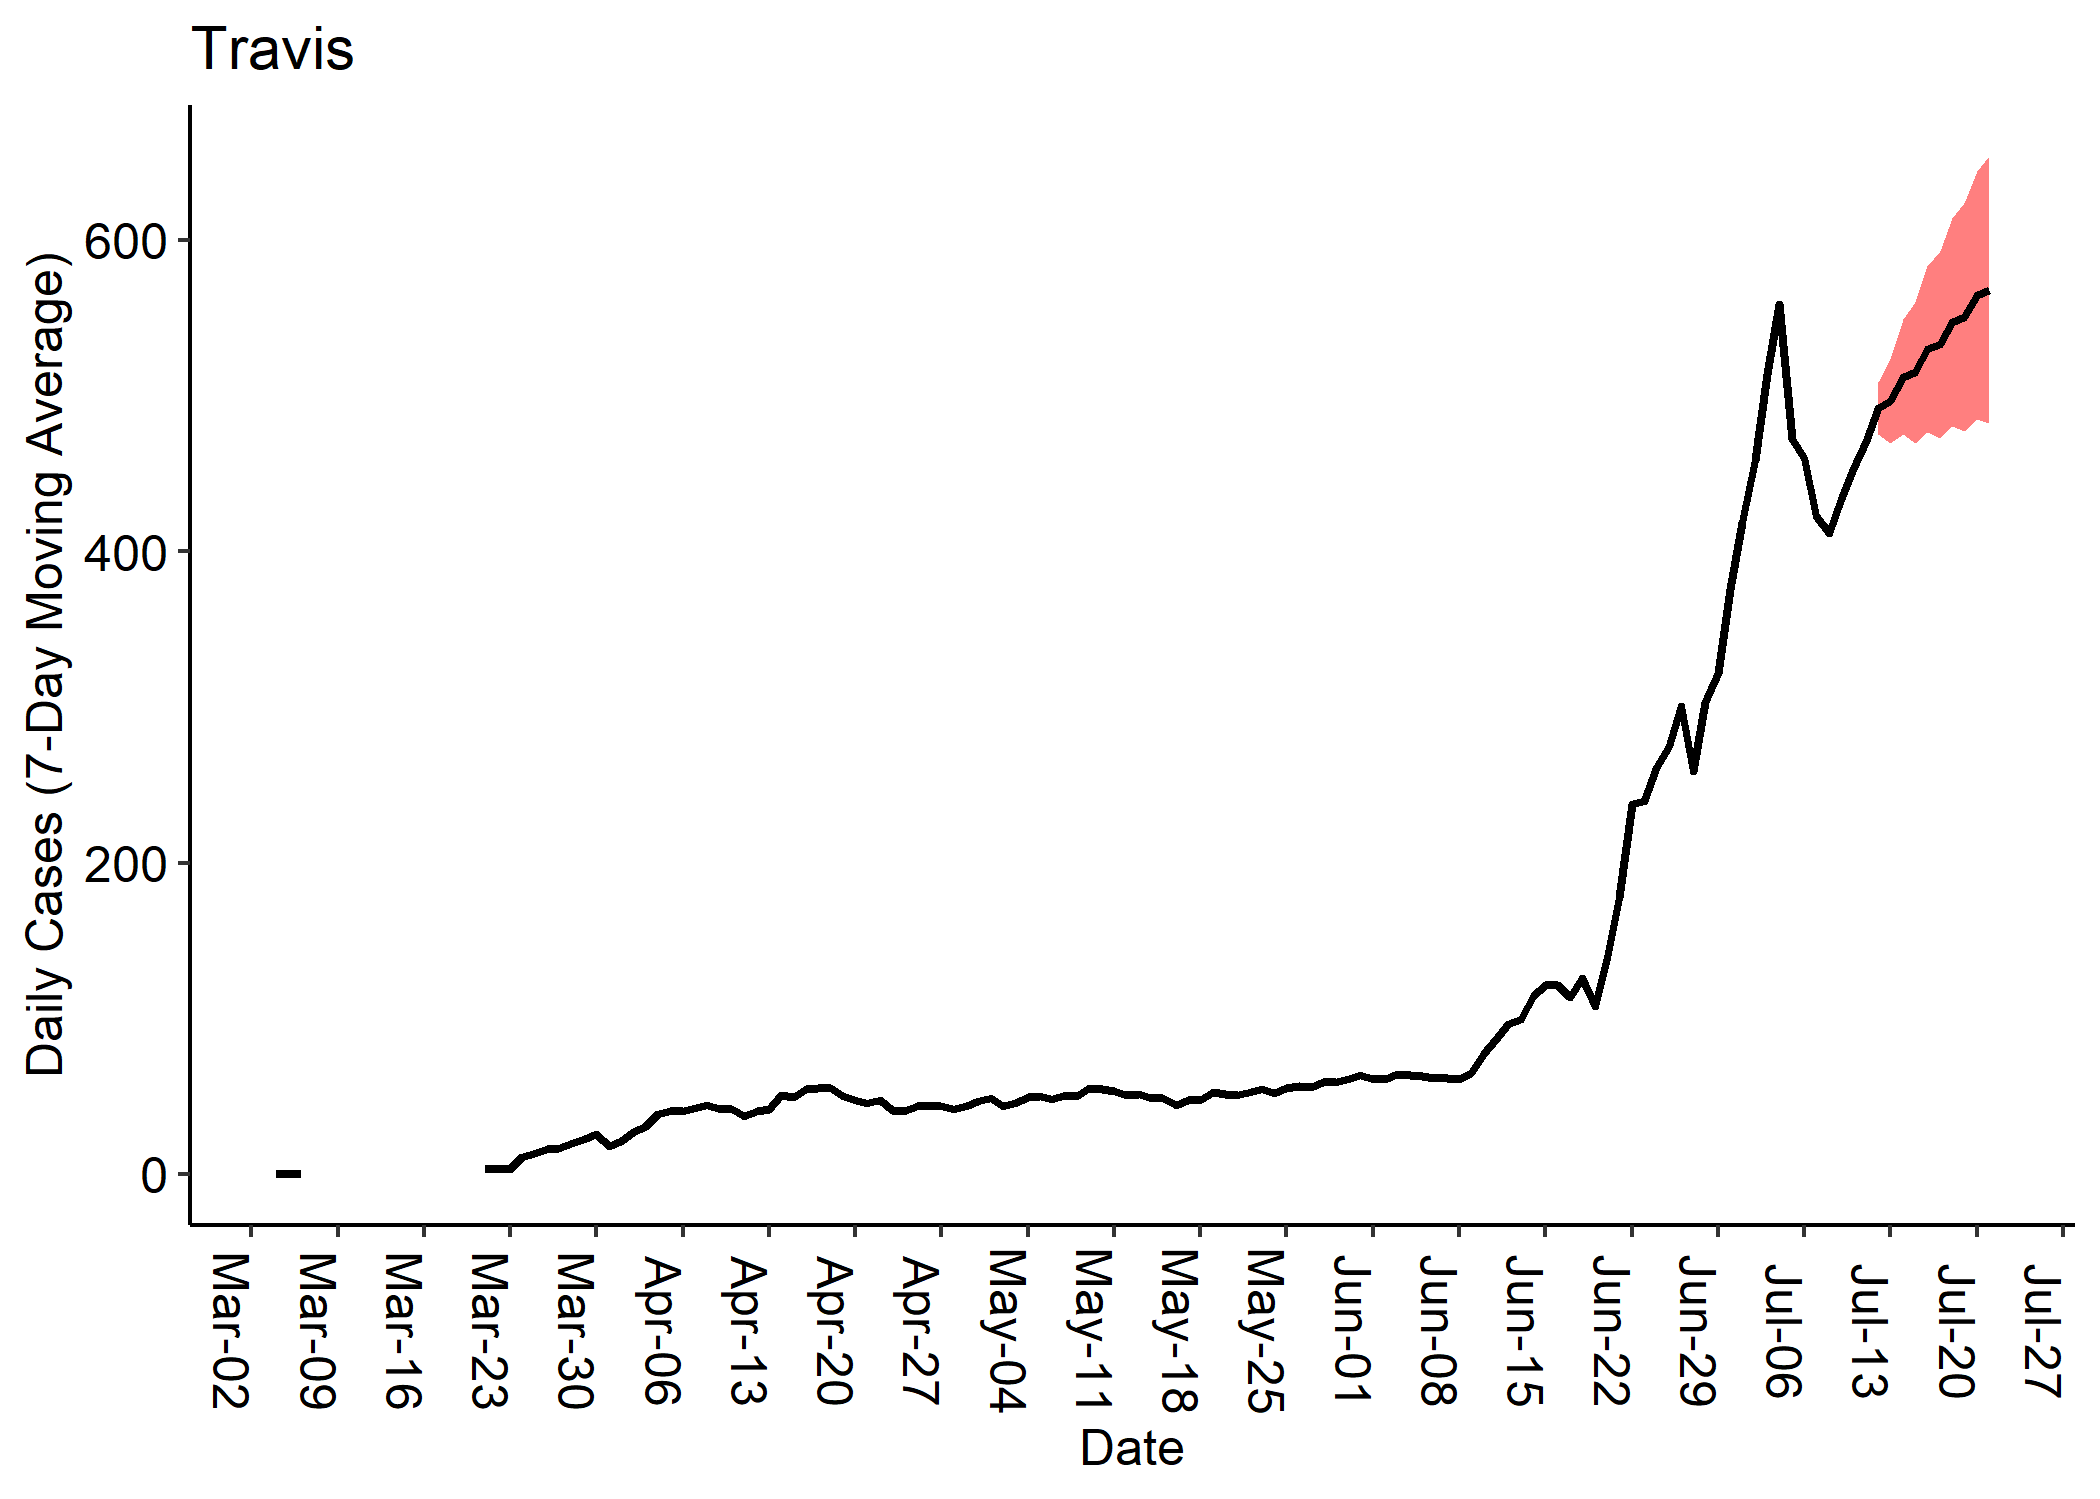 Travis
Daily Cases (7-Day Moving Average)
600
400
200
0
Mar-02
Mar-09
Mar-16
Mar-23
Mar-30
Apr-06
Apr-13
Apr-20
Apr-27
May-04
May-11
May-18
May-25
Jun-01
Jun-08
Jun-15
Jun-22
Jun-29
Jul-06
Jul-13
Jul-20
Jul-27
Date